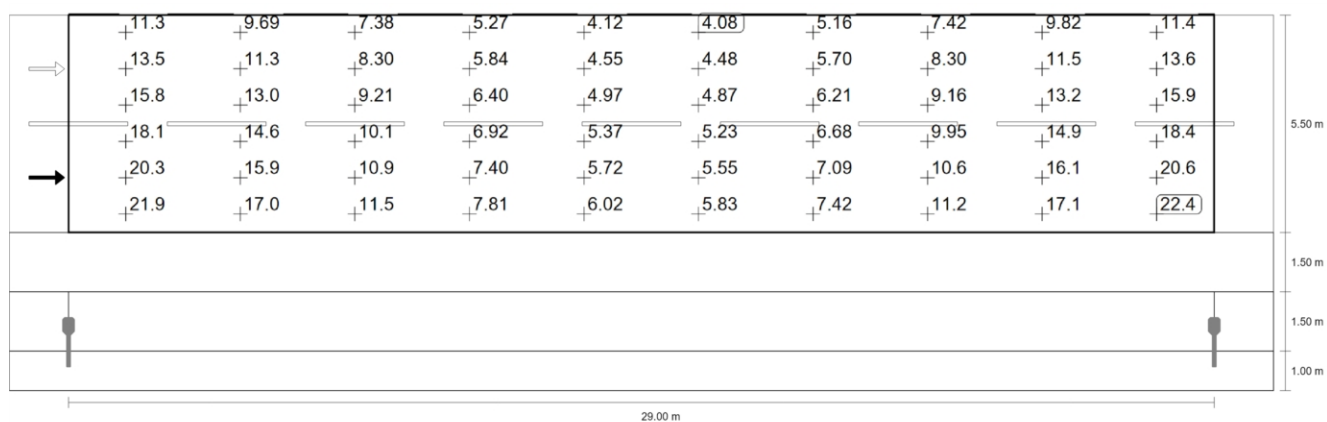 11.3 9.69 7.38 5.27 4.12 4.08 5.16 7.42 9.82 11.4
13.5 11.3 8.30 5.84 4.55 4.48 5.70 8.30 11.5 13.6
15.8 13.0 9.21 6.40 4.97 4.87 6.21 9.16 13.2 15.9
5.50 m
18.1 14.6 10.1 6.92 5.37 5.23 6.68 9.95 14.9 18.4
20.3 15.9 10.9 7.40 5.72 5.55 7.09 10.6 16.1 20.6
21.9 17.0 11.5 7.81 6.02 5.83 7.42 11.2 17.1 22.4
1.50 m
1.50 m
1.00 m
29.00 m